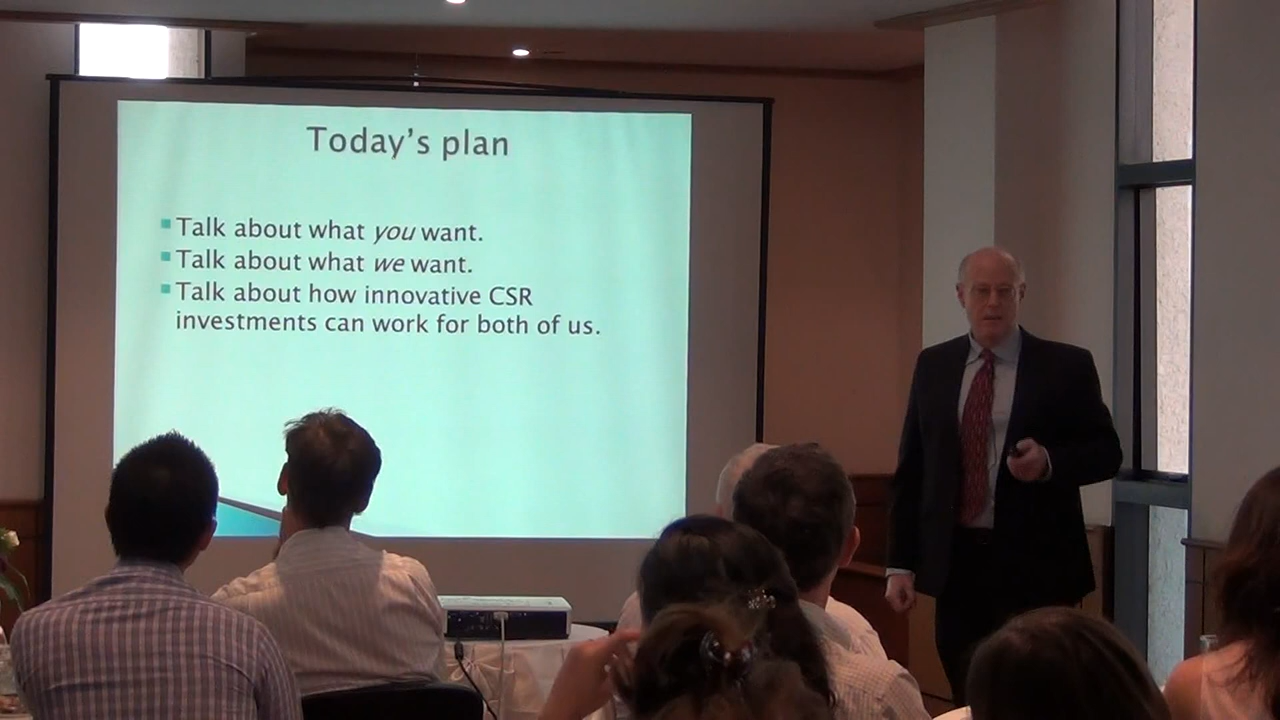 Today's plan
Talk about what you want.
Talk about what we want.
Talk about how innovative CSR
investments can work for both of us.